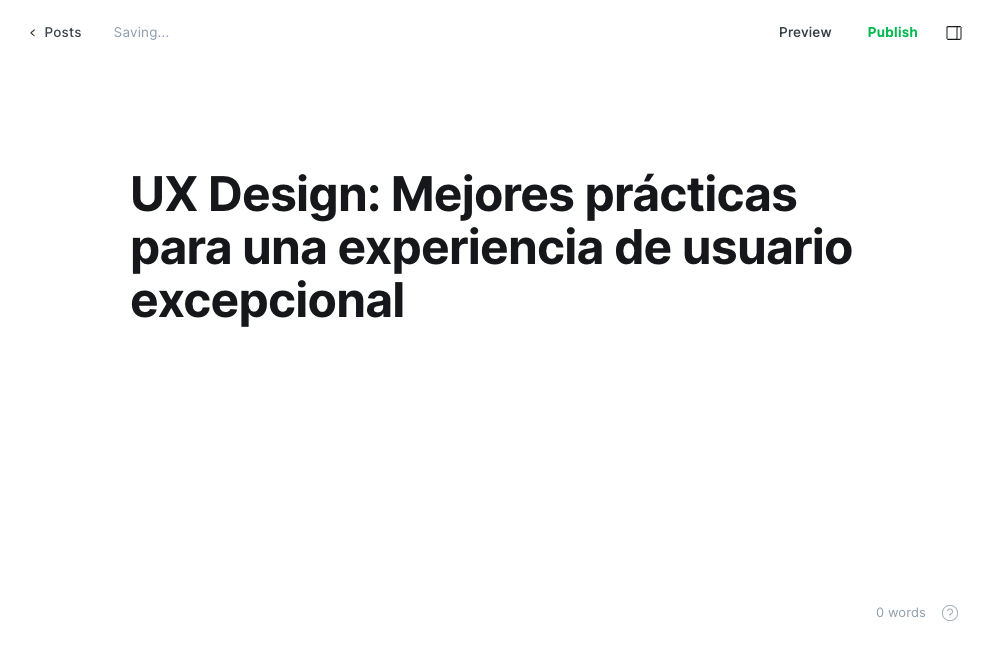 Posts
Saving...
Preview
Publish
UX Design: Mejores prácticas
para una experiencia de usuario
excepcional
0 words
?